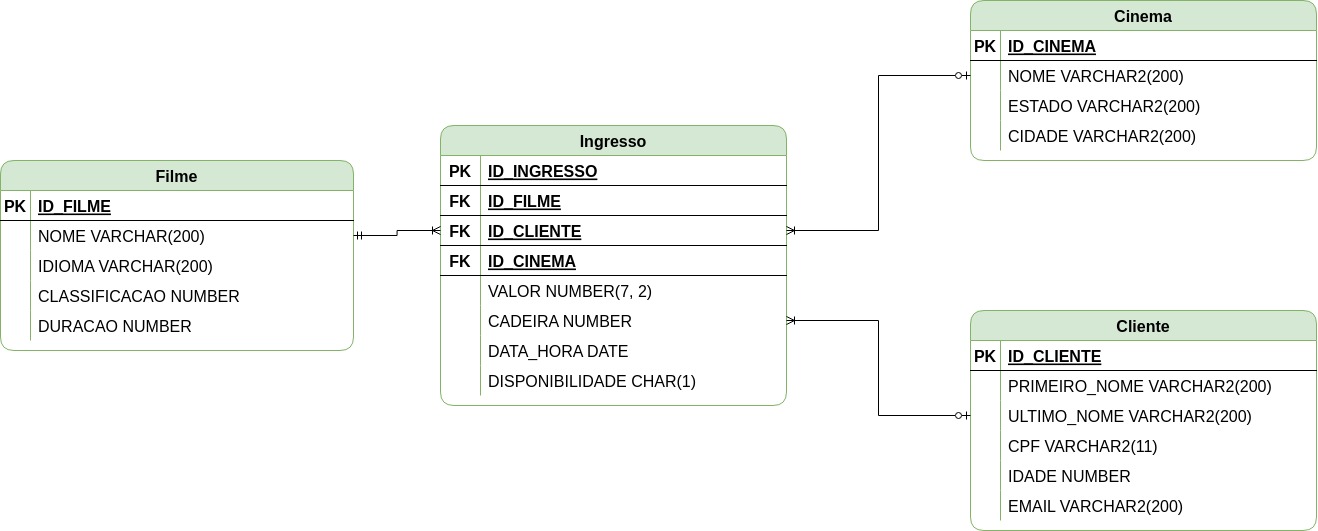 Filme
PK ID_FILME
NOME VARCHAR(200)
IDIOMA VARCHAR(200)
CLASSIFICACAO NUMBER
DURACAO NUMBER
Ingresso
PK ID_INGRESSO
FK ID_FILME
FK ID_CLIENTE
FK ID_CINEMA
VALOR NUMBER(7, 2)
CADEIRA NUMBER
DATA_HORA DATE
DISPONIBILIDADE CHAR(1)
Cinema
PK ID_CINEMA
NOME VARCHAR2(200)
ESTADO VARCHAR2(200)
CIDADE VARCHAR2(200)
Cliente
PK ID_CLIENTE
PRIMEIRO_NOME VARCHAR2(200)
ULTIMO_NOME VARCHAR2(200)
CPF VARCHAR2(11)
IDADE NUMBER
EMAIL VARCHAR2(200)